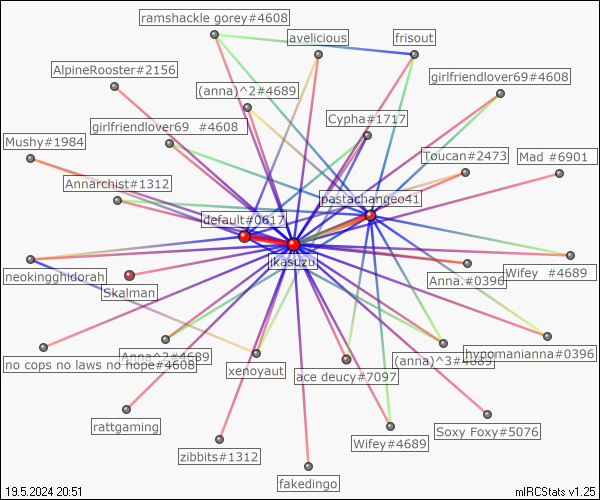 ramshackle gorey#4608
avelicious
frisout
AlpineRooster#2156
girlfriendlover69#4608
(anna)^2#4689
Cypha#1717
girlfriendlover69 #4608
Mushy#1984
Toucan#2473
Mad #6901
Annarchist#1312
pastachangeo41
default#0617
jkasuzu
neokingghidorah
Skalman
Anna.#0396
Wifey #4689
Anna^2#4689
no cops no laws no hope#4608
xenoyaut
ace deucy#7097
(anna)^3#4689
hypomanianna#0396
rattgaming
Wifey#4689
Soxy Foxy#5076
zibbits#1312
fakedingo
19.5.2024 20:51
mIRCStats v1.25